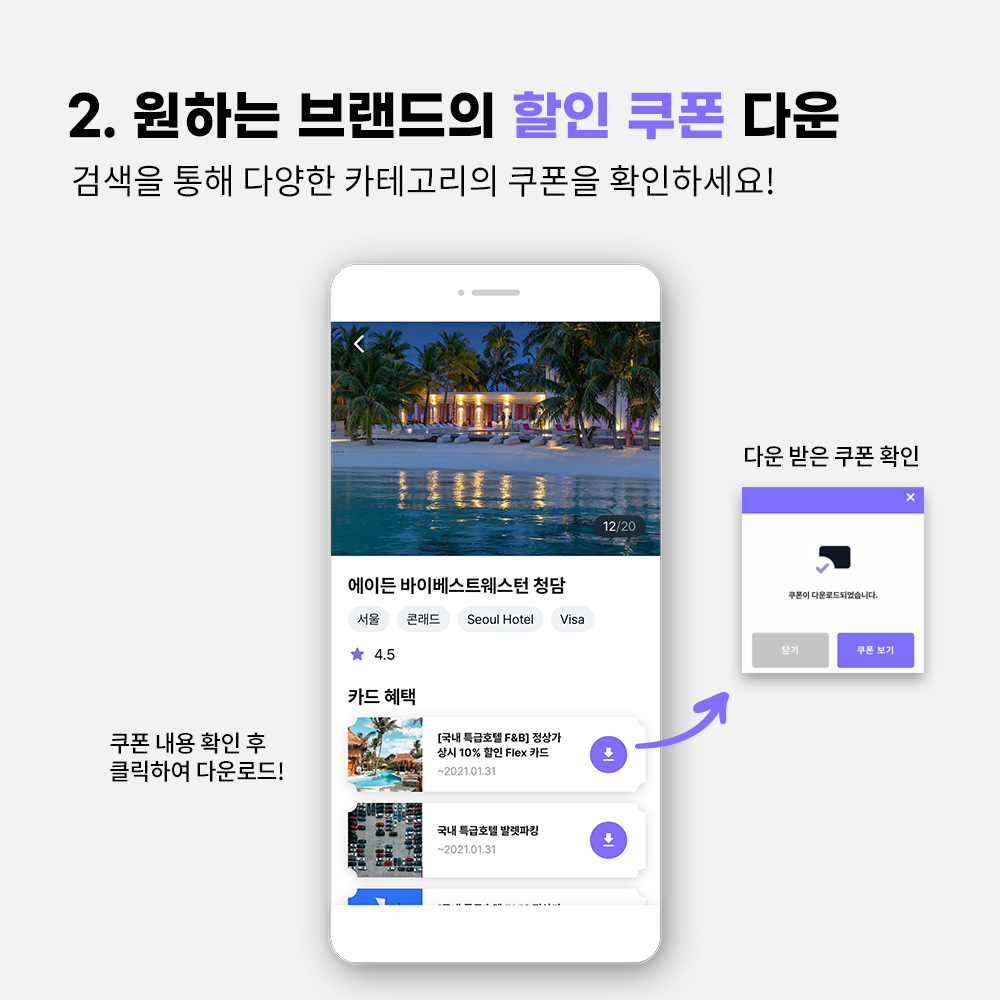 2. 원하는 브랜드의 할인 쿠폰 다운
검색을 통해 다양한 카테고리의 쿠폰을 확인하세요!
12/20
에이든 바이베스트웨스턴 청담
서울 콘래드 Seoul Hotel Visa
4.5
카드 혜택
[국내 특급호텔 F&B] 정상가
상시 10% 할인 Flex 카드
~2021.01.31
국내 특급호텔 발렛파킹
~2021.01.31
쿠폰 내용 확인 후
클릭하여 다운로드!
다운 받은 쿠폰 확인
쿠폰이 다운로드되었습니다.
닫기 쿠폰 보기